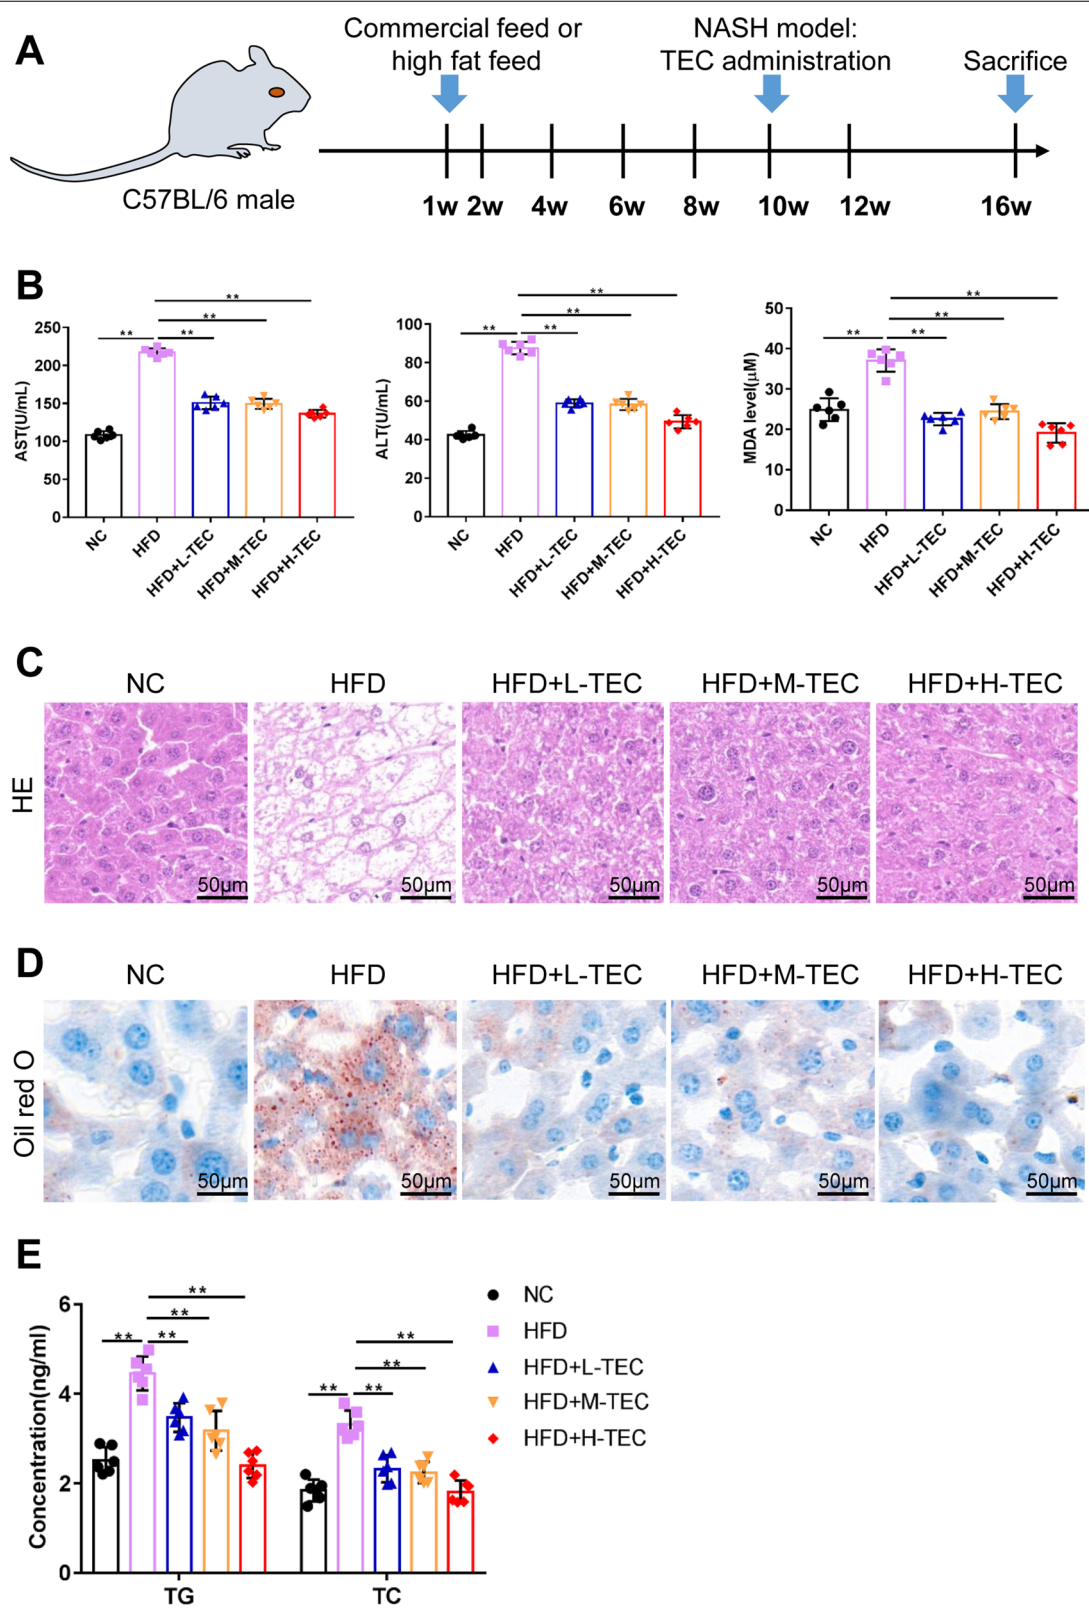 A
Commercial feed or
high fat feed
NASH model:
TEC administration
Sacrifice
C57BL/6 male
1w 2w 4w 6w 8w 10w 12w 16w
B
AST(U/mL)
250
200
150
100
50
0
** ** ** **
NC HFD HFD+L-TEC HFD+M-TEC HFD+H-TEC
ALT(U/mL)
100
80
60
40
20
0
** ** ** **
NC HFD HFD+L-TEC HFD+M-TEC HFD+H-TEC
MDA level(μM)
50
40
30
20
10
0
** ** ** **
NC HFD HFD+L-TEC HFD+M-TEC HFD+H-TEC
C
NC HFD HFD+L-TEC HFD+M-TEC HFD+H-TEC
HE
50μm 50μm 50μm 50μm 50μm
D
NC HFD HFD+L-TEC HFD+M-TEC HFD+H-TEC
Oil red O
50μm 50μm 50μm 50μm 50μm
E
Concentration(ng/ml)
6
4
2
0
** ** ** **
** ** ** **
TG TC
NC
HFD
HFD+L-TEC
HFD+M-TEC
HFD+H-TEC